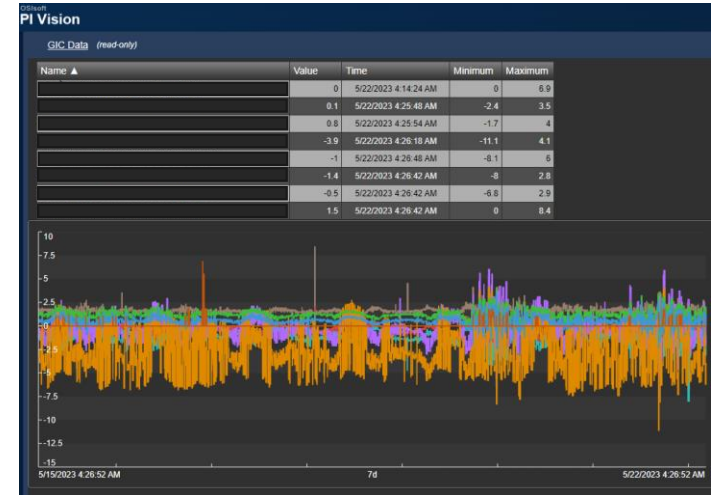 OSIsoft
PI Vision
GIC Data (read-only)
Name ▲ Value Time Minimum Maximum
0 5/22/2023 4:14:24 AM 0 6.9
0.1 5/22/2023 4:25:48 AM -2.4 3.5
0.8 5/22/2023 4:25:54 AM -1.7 4
-3.9 5/22/2023 4:26:18 AM -11.1 4.1
-1 5/22/2023 4:26:48 AM -8.1 6
-1.4 5/22/2023 4:26:42 AM -8 2.8
-0.5 5/22/2023 4:26:42 AM -6.8 2.9
1.5 5/22/2023 4:26:42 AM 0 8.4
10
7.5
5
2.5
0
-2.5
-5
-7.5
-10
-12.5
-15
5/15/2023 4:26:52 AM 7d 5/22/2023 4:26:52 AM